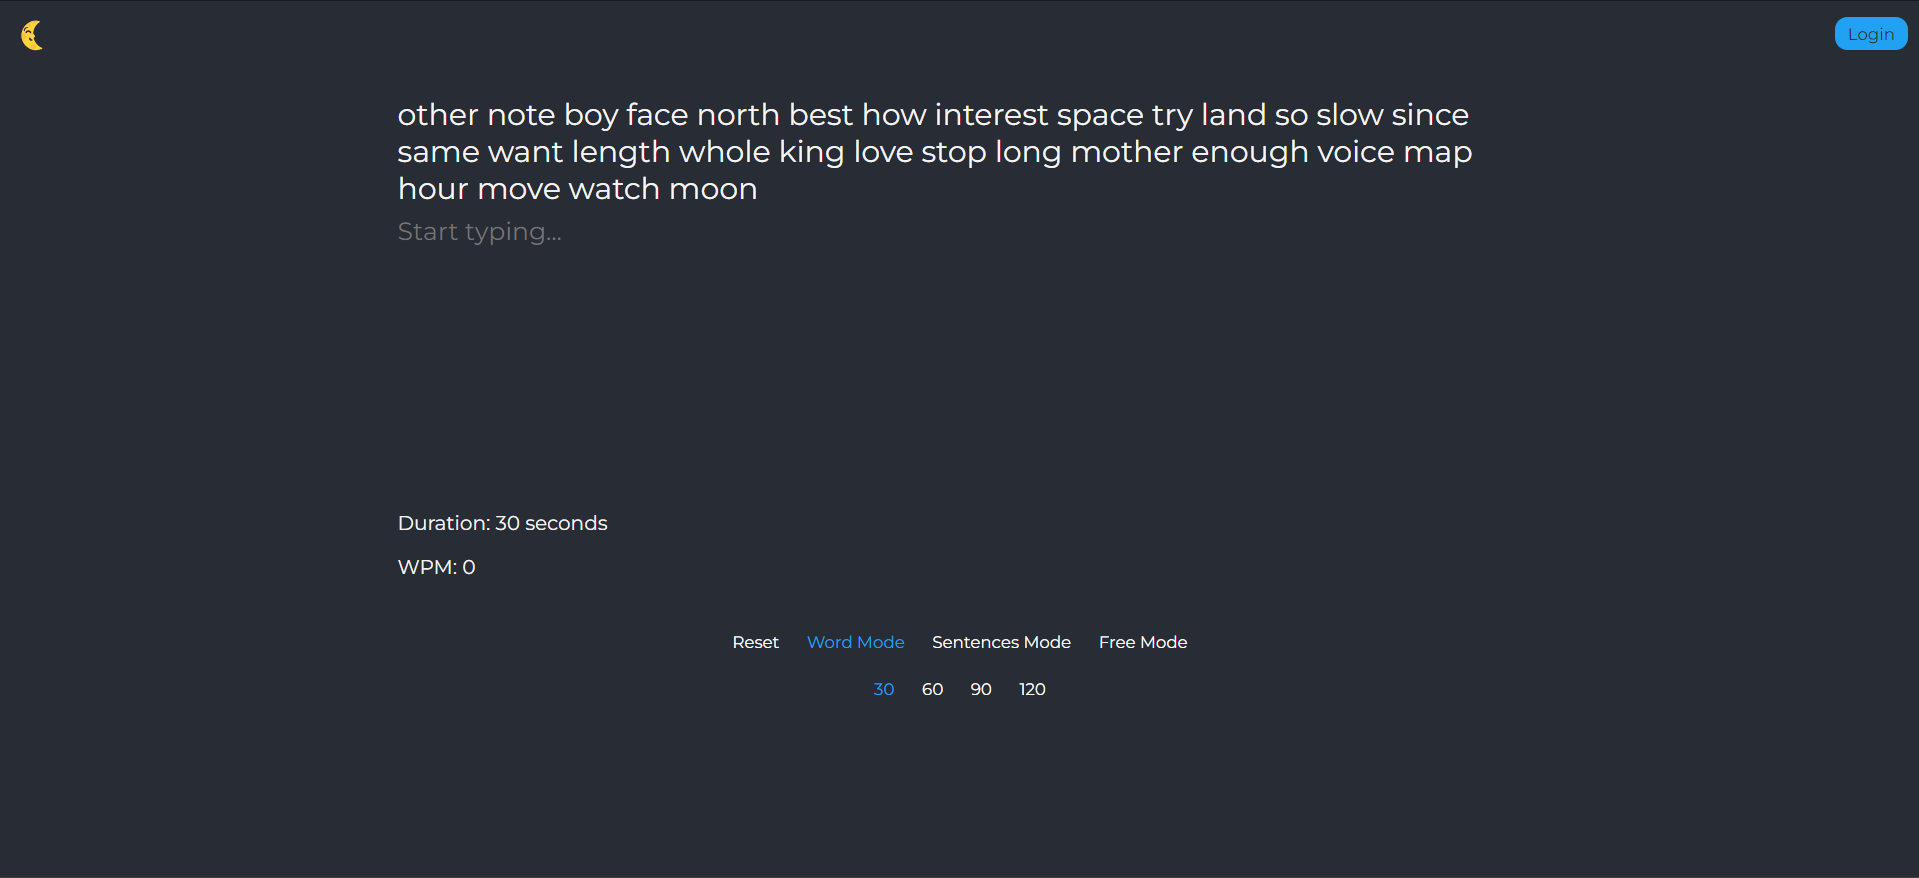 Login
other note boy face north best how interest space try land so slow since
same want length whole king love stop long mother enough voice map
hour move watch moon
Start typing...
Duration: 30 seconds
WPM: 0
Reset Word Mode Sentences Mode Free Mode
30 60 90 120